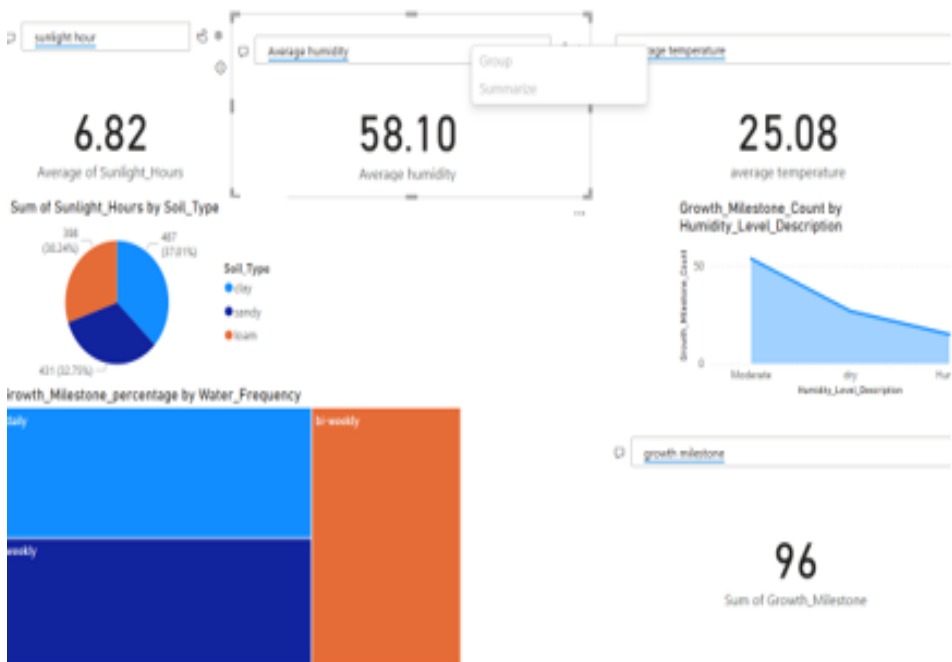 sunlight hour
Average humidity
age temperature
Group
Summarize
6.82
Average of Sunlight_Hours
58.10
Average humidity
25.08
average temperature
Sum of Sunlight_Hours by Soil_Type
(30.24%)
487
(37.01%)
431 (32.75%)
Soil_Type
clay
sandy
loam
Growth_Milestone_Count by
Humidity_Level_Description
Growth_Milestone_Count
50
0
Moderate
dry
Hur
Humidity_Level_Description
Growth_Milestone_percentage by Water_Frequency
daily
bi-weekly
weekly
growth milestone
96
Sum of Growth_Milestone